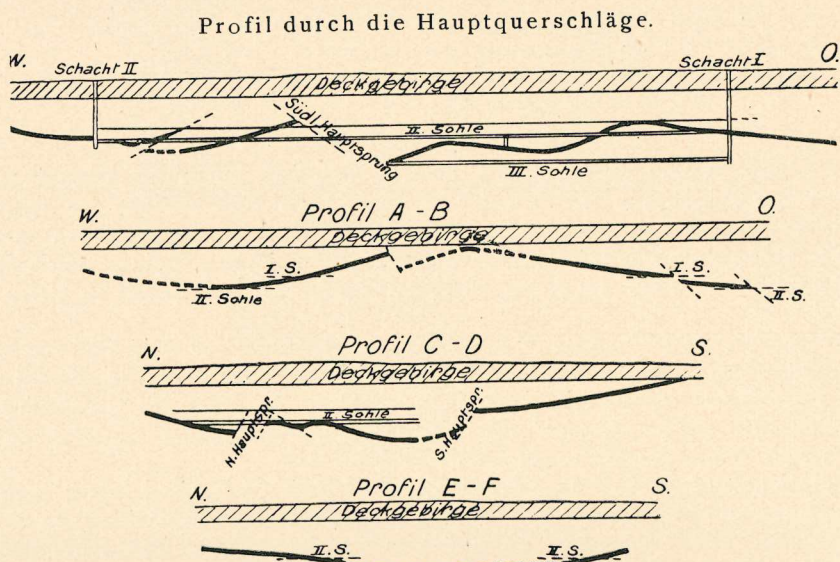 Profil durch die Hauptquerschläge.
W. Schacht II Schacht I O.
Deckgebirge
Südl. Hauptsprung
II. Sohle
III. Sohle
W. Profil A - B O.
Deckgebirge
I. S. I. S.
II. Sohle II. S.
N. Profil C - D S.
Deckgebirge
N. Hauptspr. II Sohle S. Hauptspr.
N. Profil E - F S.
Deckgebirge
II. S. II. S.